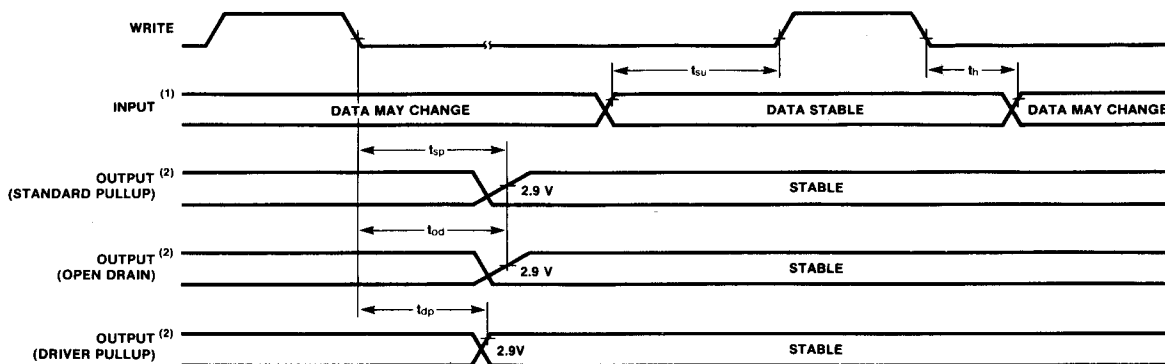 WRITE
tsu
th
INPUT (1)
DATA MAY CHANGE
DATA STABLE
DATA MAY CHANGE
tsp
OUTPUT (2)
(STANDARD PULLUP)
2.9 V
STABLE
tod
OUTPUT (2)
(OPEN DRAIN)
2.9 V
STABLE
tdp
OUTPUT (2)
(DRIVER PULLUP)
2.9V
STABLE